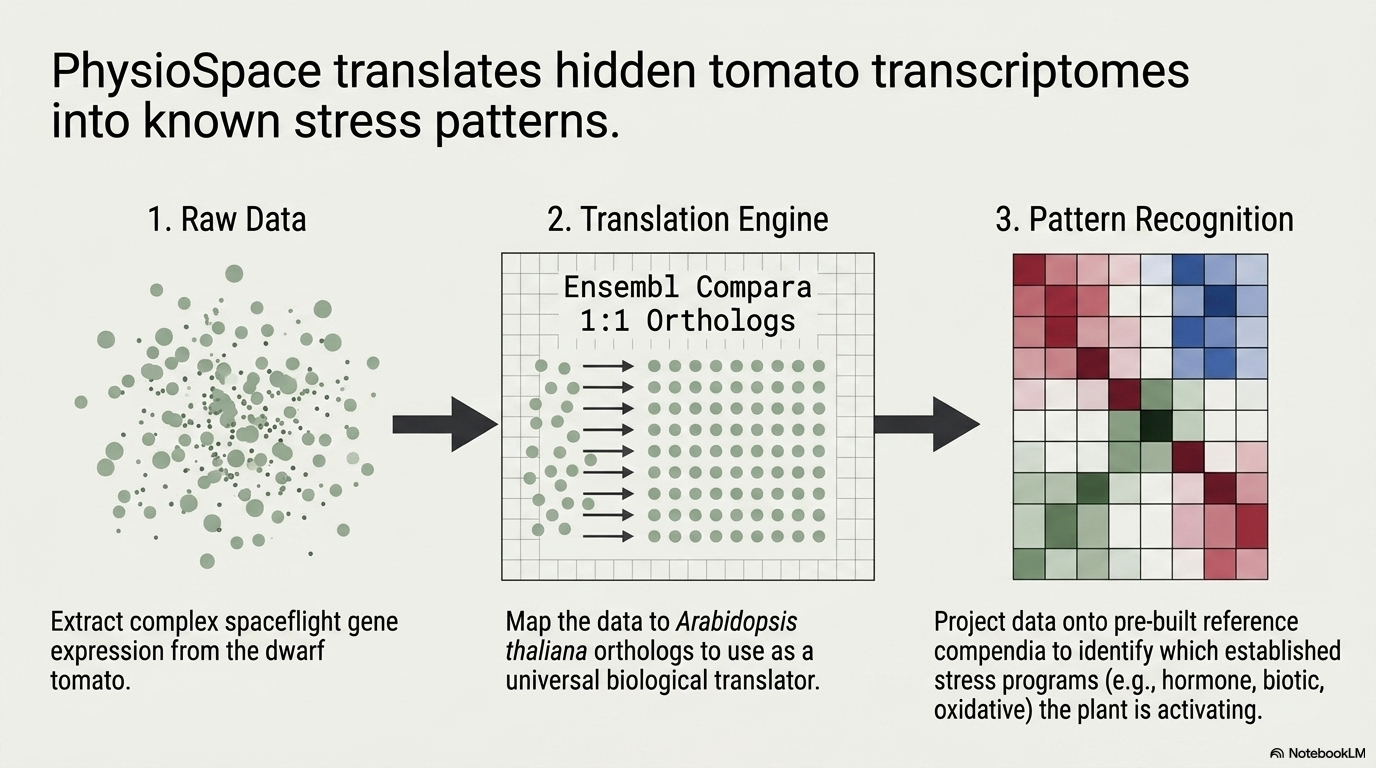 PhysioSpace translates hidden tomato transcriptomes
into known stress patterns.
1. Raw Data
2. Translation Engine
3. Pattern Recognition
Ensembl Compara
1:1 Orthologs
Extract complex spaceflight gene
expression from the dwarf
tomato.
Map the data to Arabidopsis
thaliana orthologs to use as a
universal biological translator.
Project data onto pre-built reference
compendia to identify which established
stress programs (e.g., hormone, biotic,
oxidative) the plant is activating.
NotebookLM